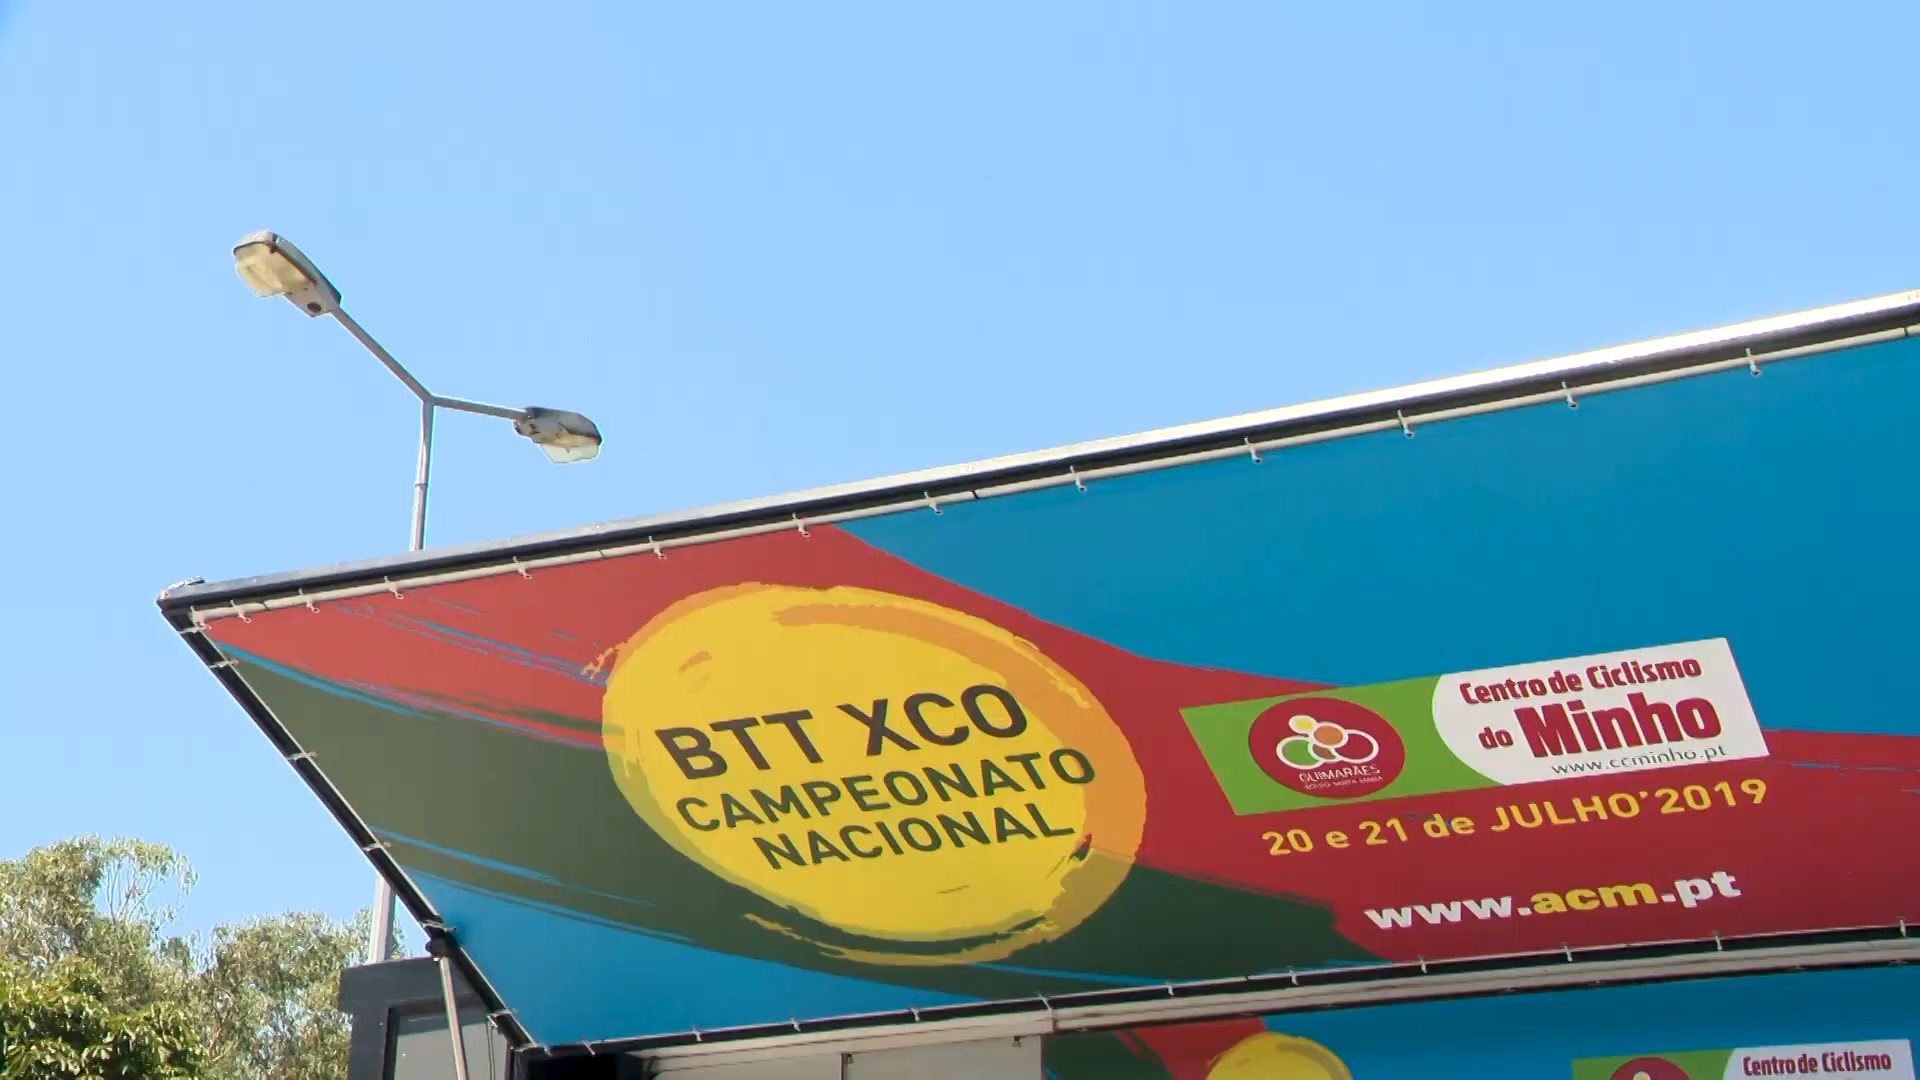 BTT XCO
CAMPEONATO
NACIONAL
GUIMARÃES
Centro de Ciclismo
do Minho
www.ccminho.pt
20 e 21 de JULHO'2019
www.acm.pt
Centro de Ciclismo